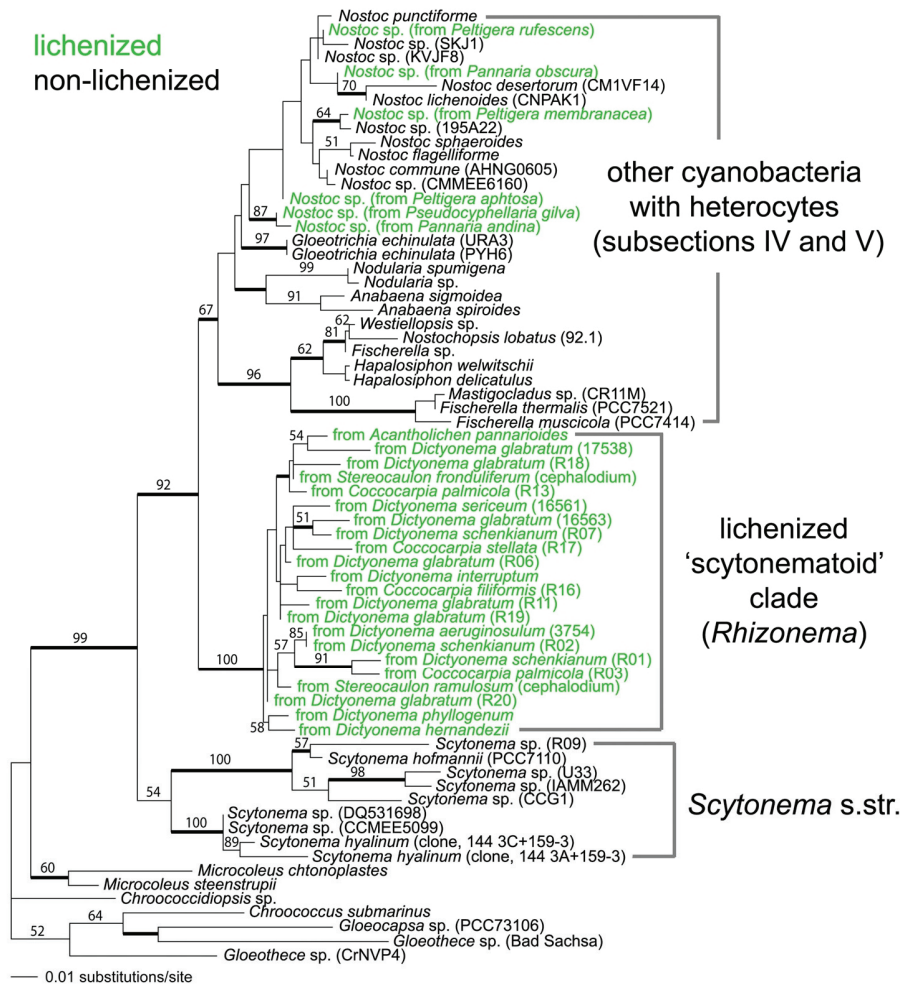 lichenized
non-lichenized
Nostoc punctiforme
Nostoc sp. (from Peltigera rufescens)
Nostoc sp. (SKJ1)
Nostoc sp. (KVJF8)
Nostoc sp. (from Pannaria obscura)
70
Nostoc desertorum (CM1VF14)
Nostoc lichenoides (CNPAK1)
64
Nostoc sp. (from Peltigera membranacea)
Nostoc sp. (195A22)
51
Nostoc sphaeroides
Nostoc flagelliforme
Nostoc commune (AHNG0605)
Nostoc sp. (CMMEE6160)
Nostoc sp. (from Peltigera aphtosa)
87
Nostoc sp. (from Pseudocyphellaria gilva)
Nostoc sp. (from Pannaria andina)
97
Gloeotrichia echinulata (URA3)
Gloeotrichia echinulata (PYH6)
99
Nodularia spumigena
Nodularia sp.
91
Anabaena sigmoidea
Anabaena spiroides
67
62
Westiellopsis sp.
81
Nostochopsis lobatus (92.1)
62
Fischerella sp.
Hapalosiphon welwitschii
96
Hapalosiphon delicatulus
Mastigocladus sp. (CR11M)
100
Fischerella thermalis (PCC7521)
Fischerella muscicola (PCC7414)
other cyanobacteria
with heterocytes
(subsections IV and V)
54
from Acantholichen pannarioides
from Dictyonema glabratum (17538)
from Dictyonema glabratum (R18)
from Stereocaulon fronduliferum (cephalodium)
92
from Coccocarpia palmicola (R13)
from Dictyonema sericeum (16561)
51
from Dictyonema glabratum (16563)
from Dictyonema schenkianum (R07)
from Coccocarpia stellata (R17)
from Dictyonema glabratum (R06)
from Dictyonema interruptum
from Coccocarpia filiformis (R16)
from Dictyonema glabratum (R11)
from Dictyonema glabratum (R19)
85
from Dictyonema aeruginosulum (3754)
57
from Dictyonema schenkianum (R02)
99
100
91
from Dictyonema schenkianum (R01)
from Coccocarpia palmicola (R03)
from Stereocaulon ramulosum (cephalodium)
from Dictyonema glabratum (R20)
from Dictyonema phyllogenum
58
from Dictyonema hernandezii
lichenized
‘scytonematoid’
clade
(Rhizonema)
57
Scytonema sp. (R09)
100
Scytonema hofmannii (PCC7110)
98
Scytonema sp. (U33)
51
Scytonema sp. (IAMM262)
54
Scytonema sp. (CCG1)
Scytonema sp. (DQ531698)
100
Scytonema sp. (CCMEE5099)
89
Scytonema hyalinum (clone, 144 3C+159-3)
Scytonema hyalinum (clone, 144 3A+159-3)
Scytonema s.str.
60
Microcoleus chtonoplastes
Microcoleus steenstrupii
Chroococcidiopsis sp.
64
Chroococcus submarinus
52
Gloeocapsa sp. (PCC73106)
Gloeothece sp. (Bad Sachsa)
Gloeothece sp. (CrNVP4)
0.01 substitutions/site